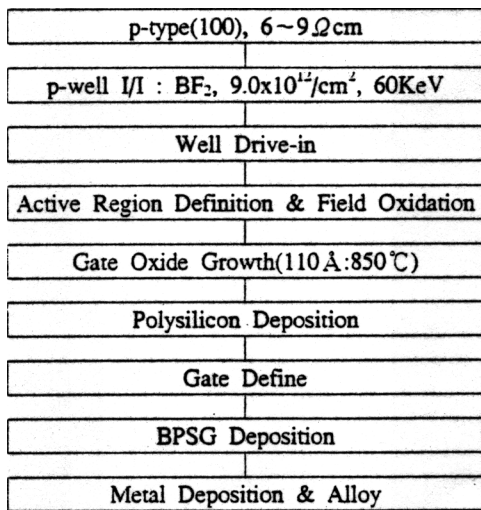 p-type(100), 6~9Ωcm
p-well I/I : BF₂, 9.0x10¹²/cm², 60KeV
Well Drive-in
Active Region Definition & Field Oxidation
Gate Oxide Growth(110Å:850℃)
Polysilicon Deposition
Gate Define
BPSG Deposition
Metal Deposition & Alloy